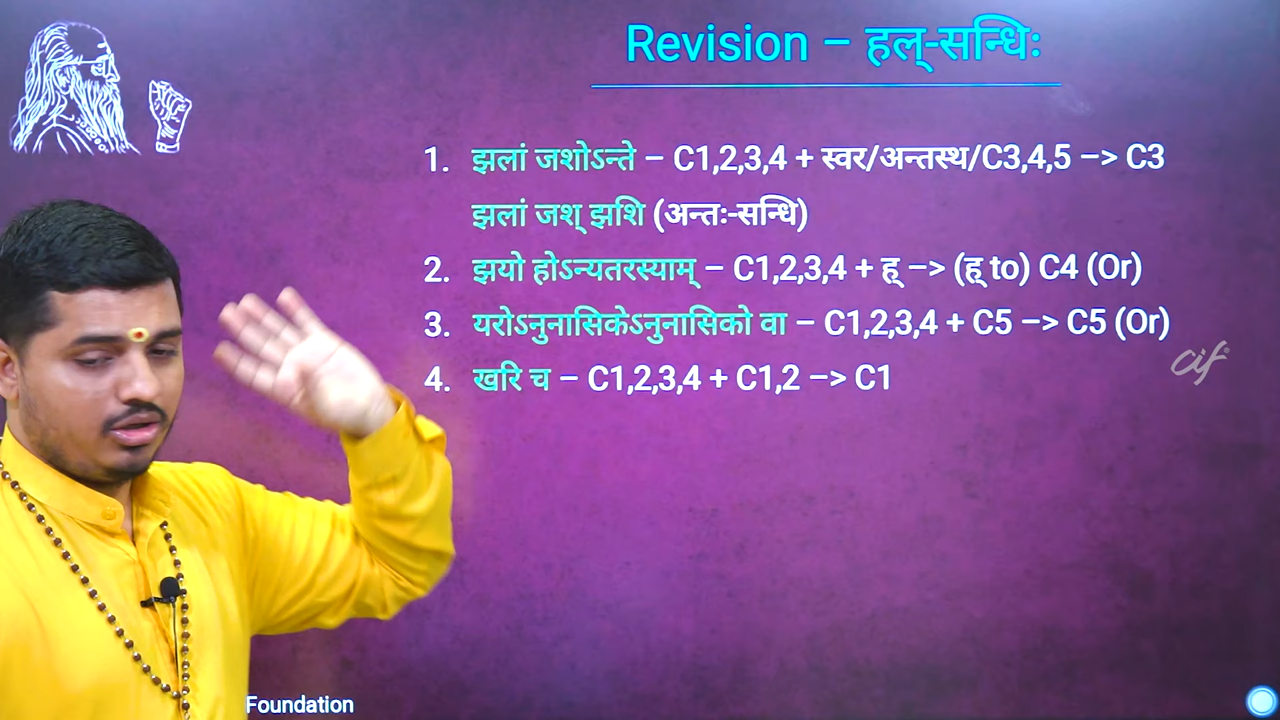 Revision – हल्-सन्धिः
1. झलां जशोऽन्ते – C1,2,3,4 + स्वर/अन्तस्थ/C3,4,5 –> C3
झलां जश् झशि (अन्तः-सन्धि)
2. झयो होऽन्यतरस्याम् – C1,2,3,4 + ह् –> (ह् to) C4 (Or)
3. यरोऽनुनासिकेऽनुनासिको वा – C1,2,3,4 + C5 –> C5 (Or)
cif
4. खरि च – C1,2,3,4 + C1,2 –> C1
Foundation